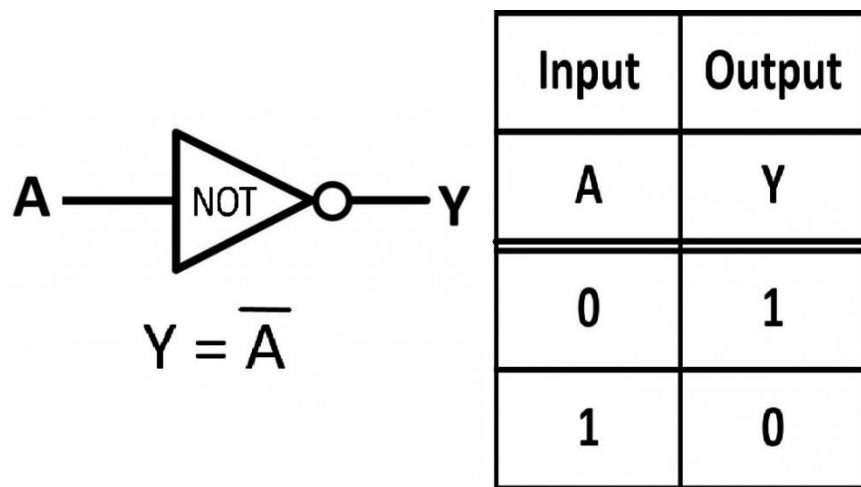 A NOT Y
Y = A̅
Input Output
A Y
0 1
1 0